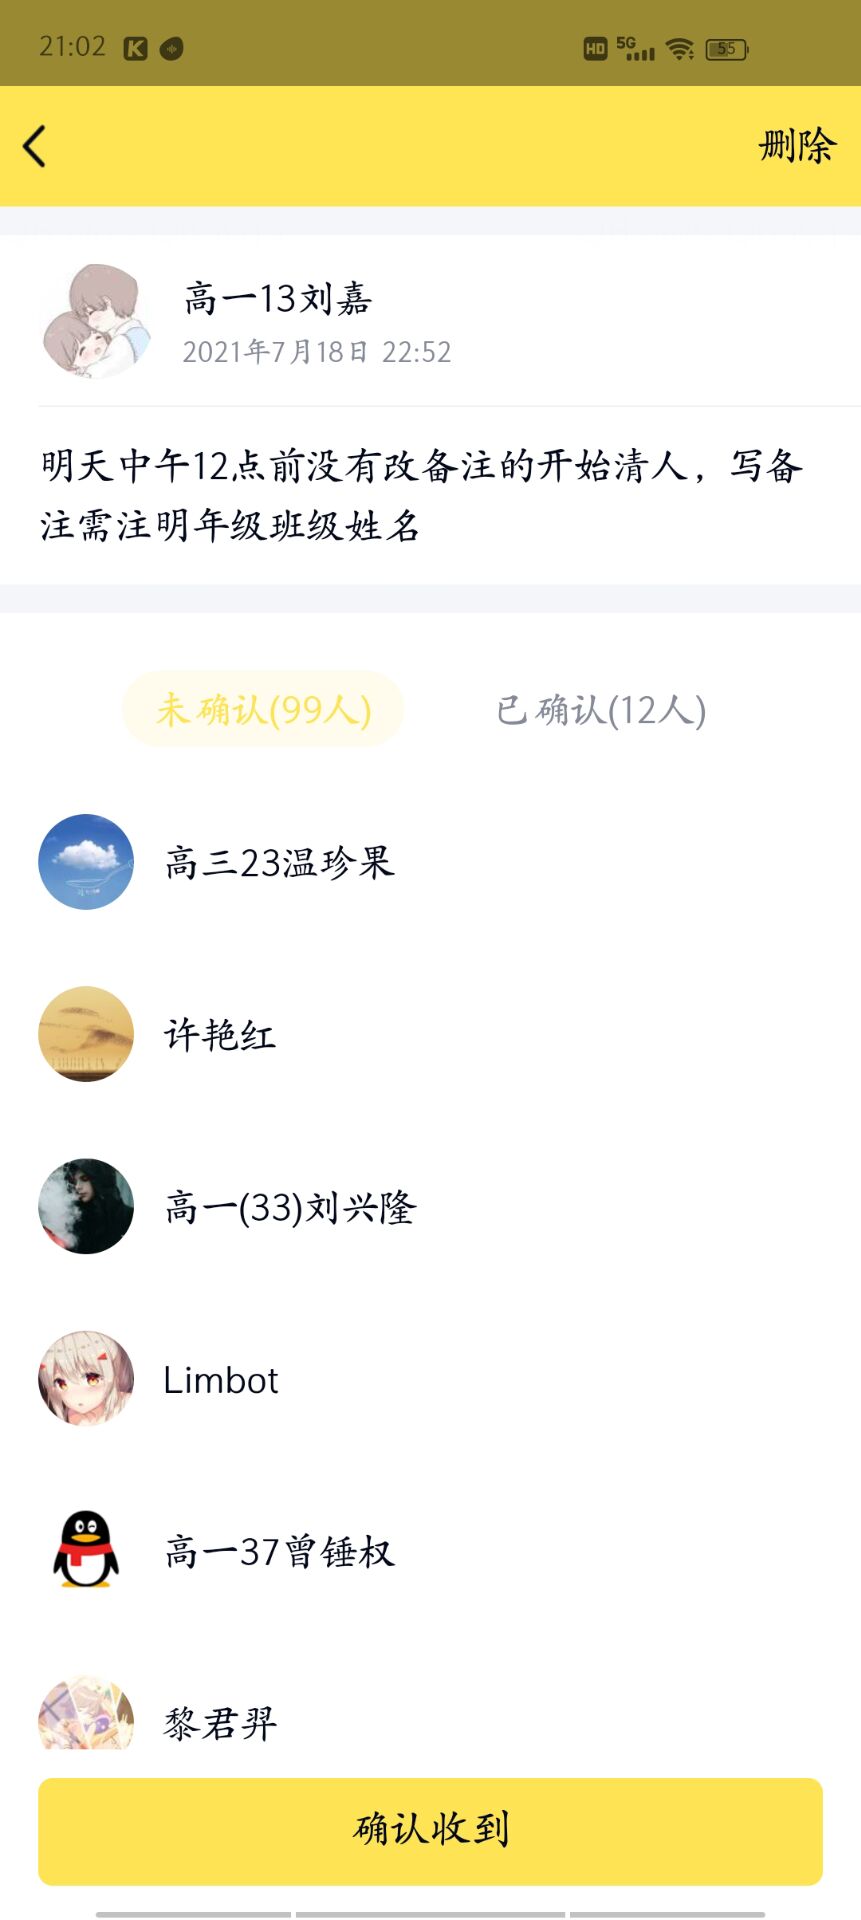 21:02
HD 5G 55
删除
高一13刘嘉
2021年7月18日 22:52
明天中午12点前没有改备注的开始清人，写备
注需注明年级班级姓名
未确认(99人) 已确认(12人)
高三23温珍果
许艳红
高一(33)刘兴隆
Limbot
高一37曾锤权
黎君羿
确认收到